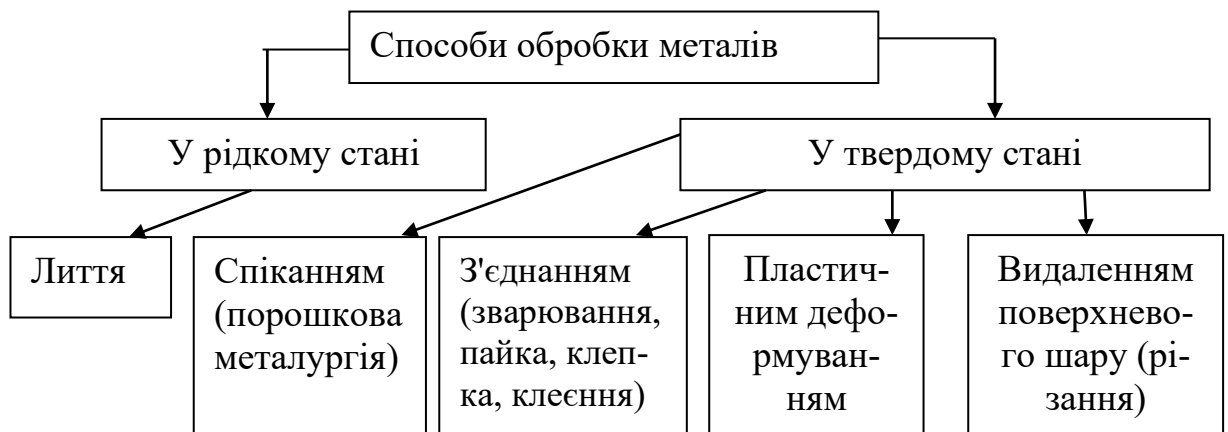 Способи обробки металів
У рідкому стані
У твердому стані
Лиття
Спіканням
(порошкова
металургія)
З'єднанням
(зварювання,
пайка, клеп-
ка, клеєння)
Пластич-
ним дефо-
рмуван-
ням
Видаленням
поверхнево-
го шару (рі-
зання)